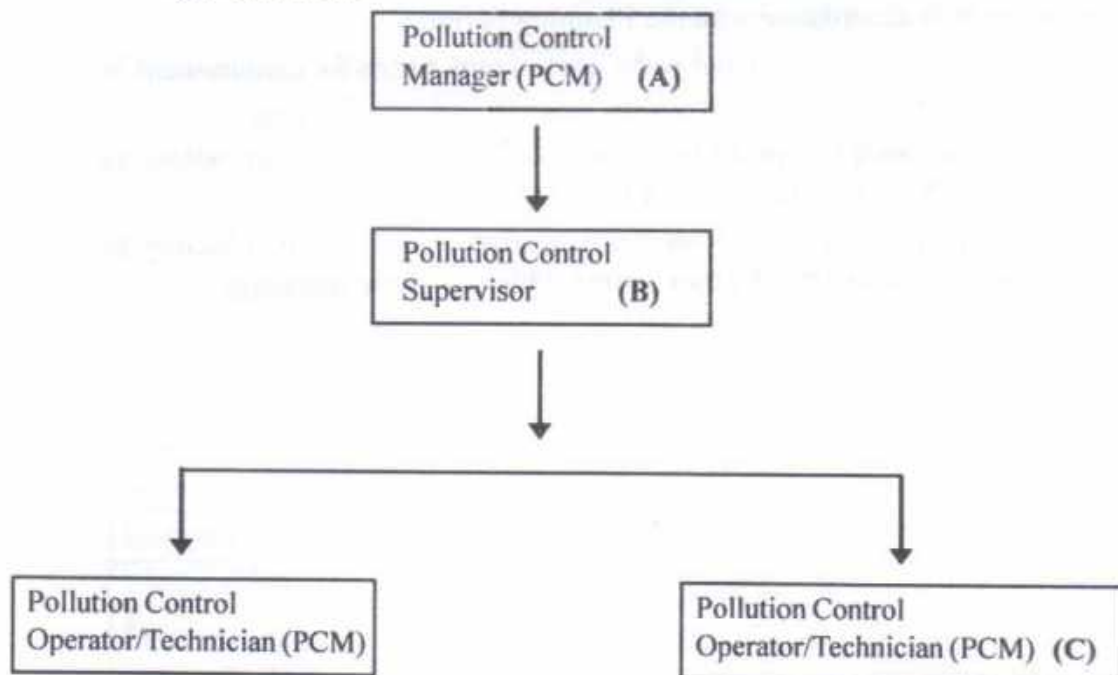 Pollution Control
Manager (PCM) (A)
Pollution Control
Supervisor (B)
Pollution Control
Operator/Technician (PCM)
Pollution Control
Operator/Technician (PCM) (C)